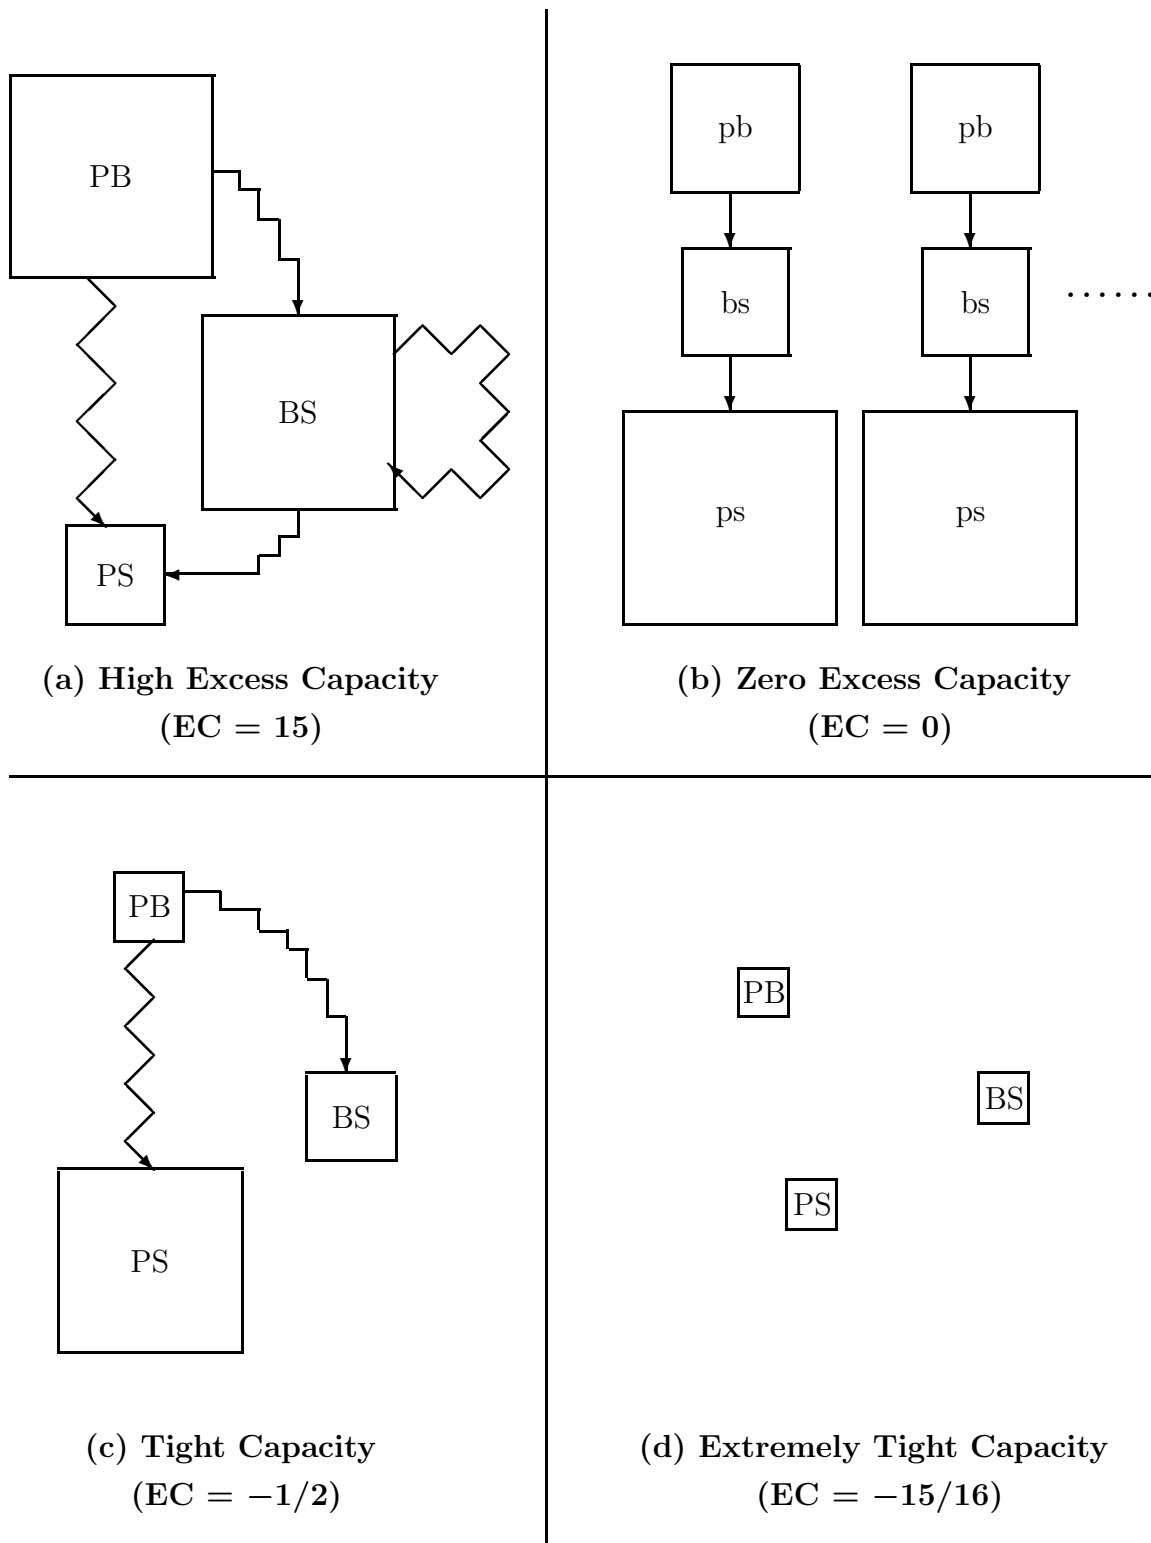 PB
BS
PS
(a) High Excess Capacity
(EC = 15)
pb pb
bs bs ......
ps ps
(b) Zero Excess Capacity
(EC = 0)
PB
BS
PS
(c) Tight Capacity
(EC = −1/2)
PB
BS
PS
(d) Extremely Tight Capacity
(EC = −15/16)